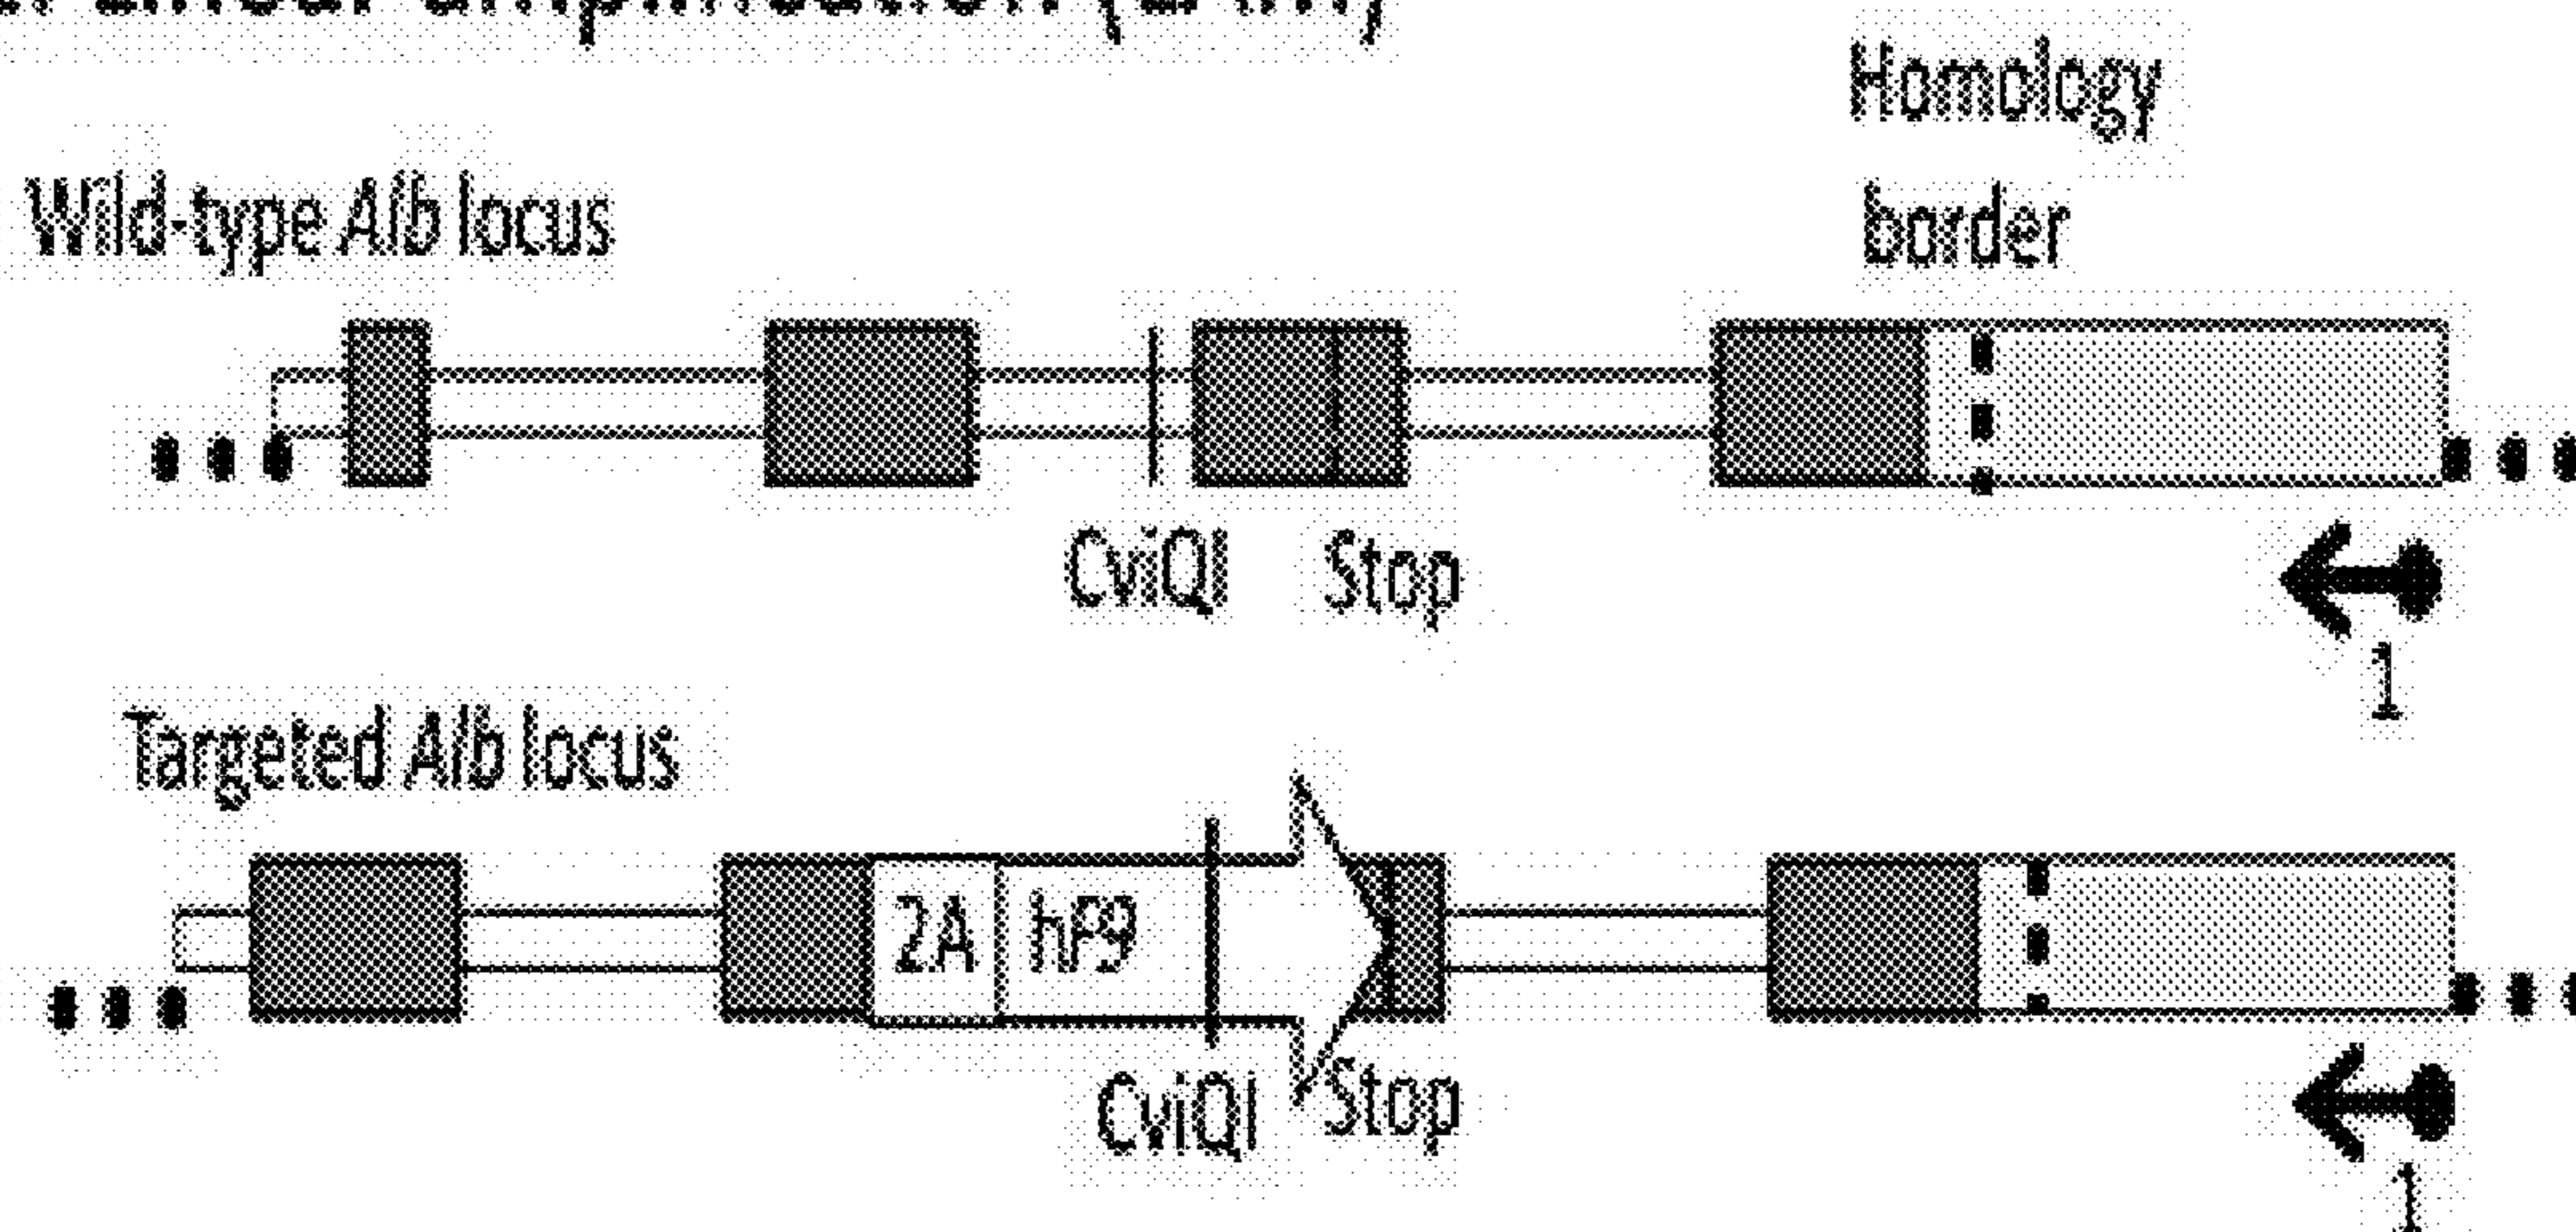 Homology
border
Wild-type Alb locus
CviQI Stop
1
Targeted Alb locus
2A hF9
CviQI Stop
1